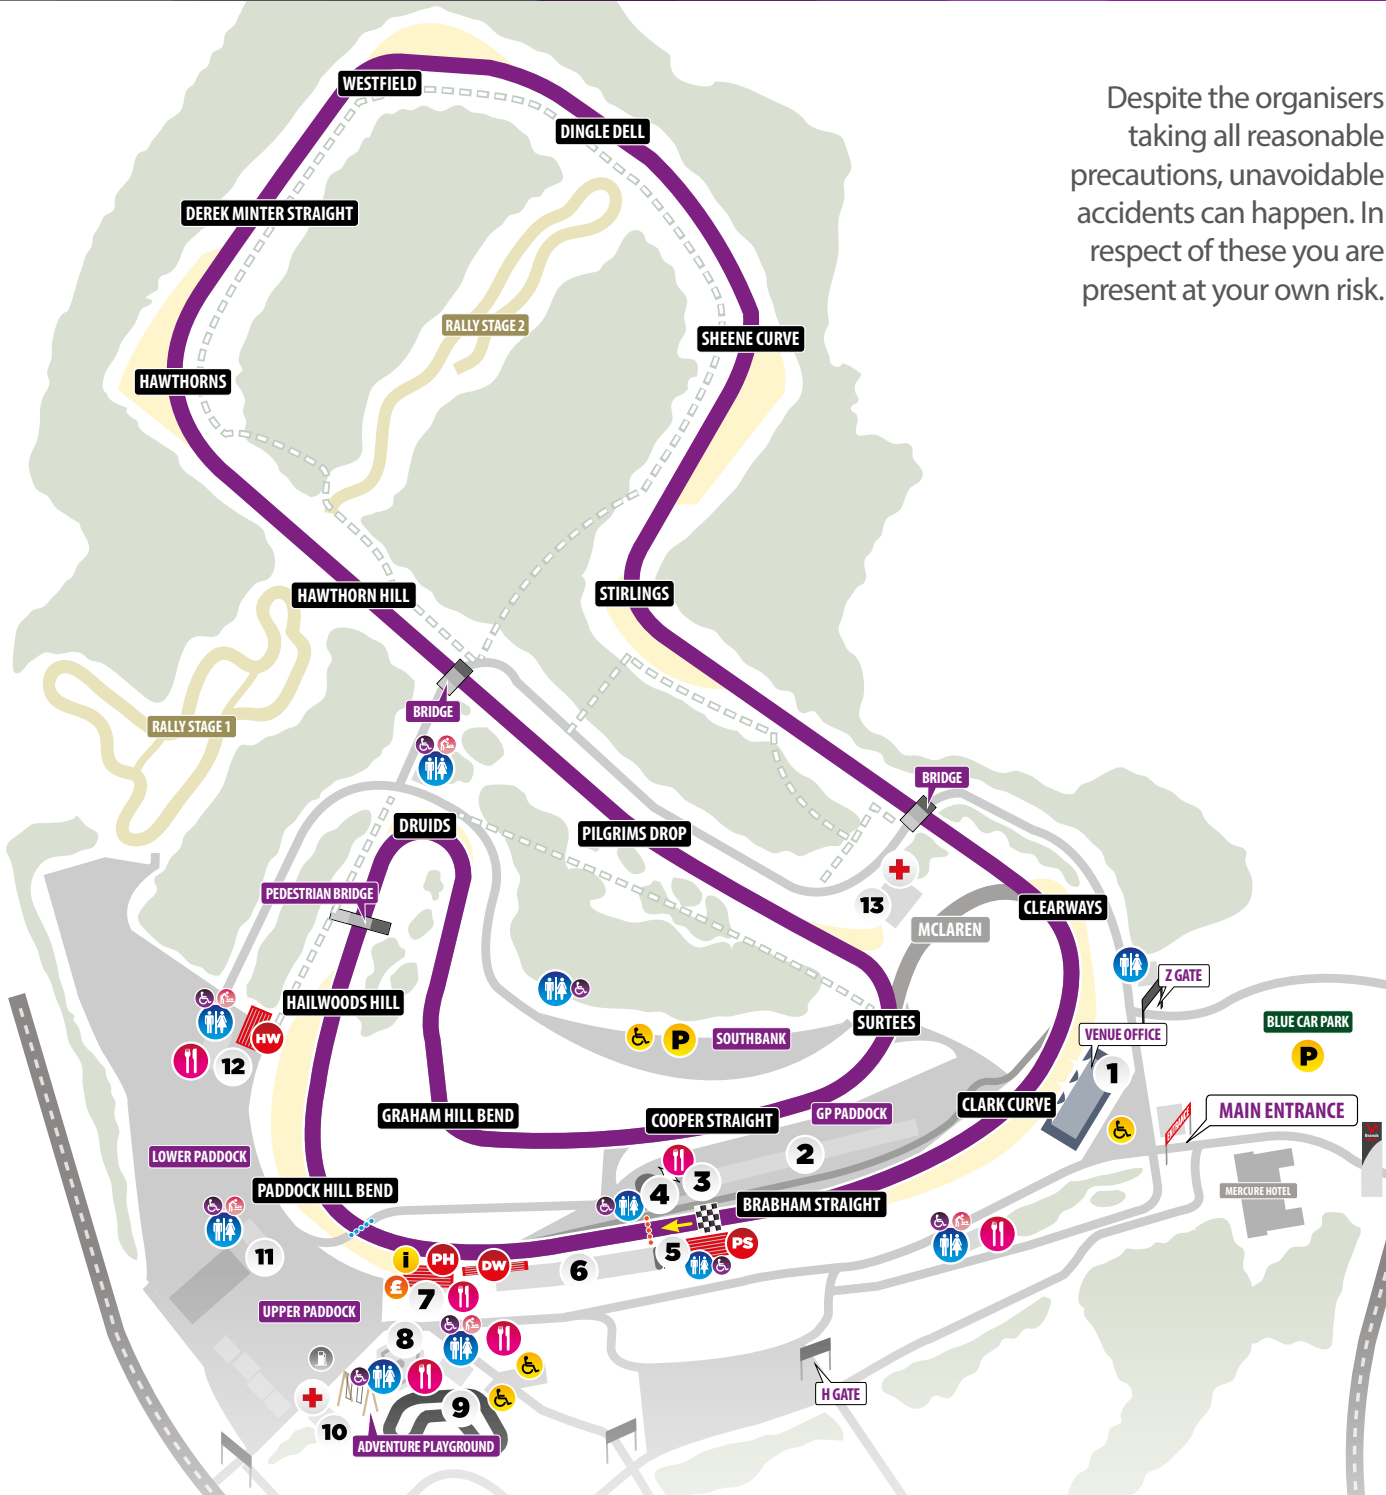 Despite the organisers
taking all reasonable
precautions, unavoidable
accidents can happen. In
respect of these you are
present at your own risk.
WESTFIELD
DINGLE DELL
DEREK MINTER STRAIGHT
RALLY STAGE 2
SHEENE CURVE
HAWTHORNS
HAWTHORN HILL
STIRLINGS
BRIDGE
RALLY STAGE 1
BRIDGE
DRUIDS
PILGRIMS DROP
PEDESTRIAN BRIDGE
13
CLEARWAYS
MCLAREN
Z GATE
HAILWOODS HILL
SURTEES
BLUE CAR PARK
P
VENUE OFFICE
HW
P
SOUTHBANK
12
1
GRAHAM HILL BEND
COOPER STRAIGHT
GP PADDOCK
CLARK CURVE
MAIN ENTRANCE
ENTRANCE
LOWER PADDOCK
2
3
4
PADDOCK HILL BEND
BRABHAM STRAIGHT
MERCURE HOTEL
11
i
PH
DW
6
5
PS
£
7
UPPER PADDOCK
8
9
H GATE
10
ADVENTURE PLAYGROUND